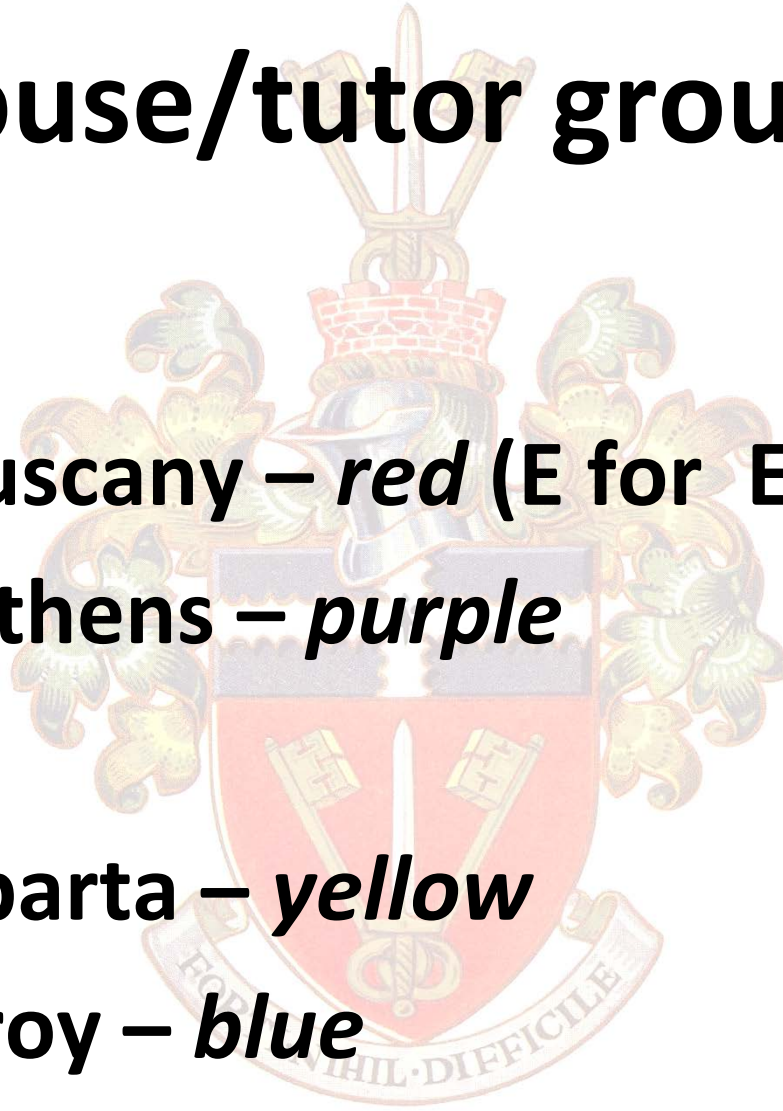 ouse/tutor grou
uscany – red (E for E
thens – purple
parta – yellow
roy – blue
NIHIL·DIFFICILE